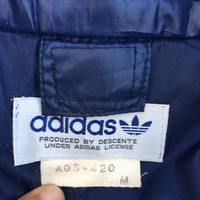 adidas
PRODUCED BY DESCENTE
UNDER ADIDAS LICENSE
ADS-420
M